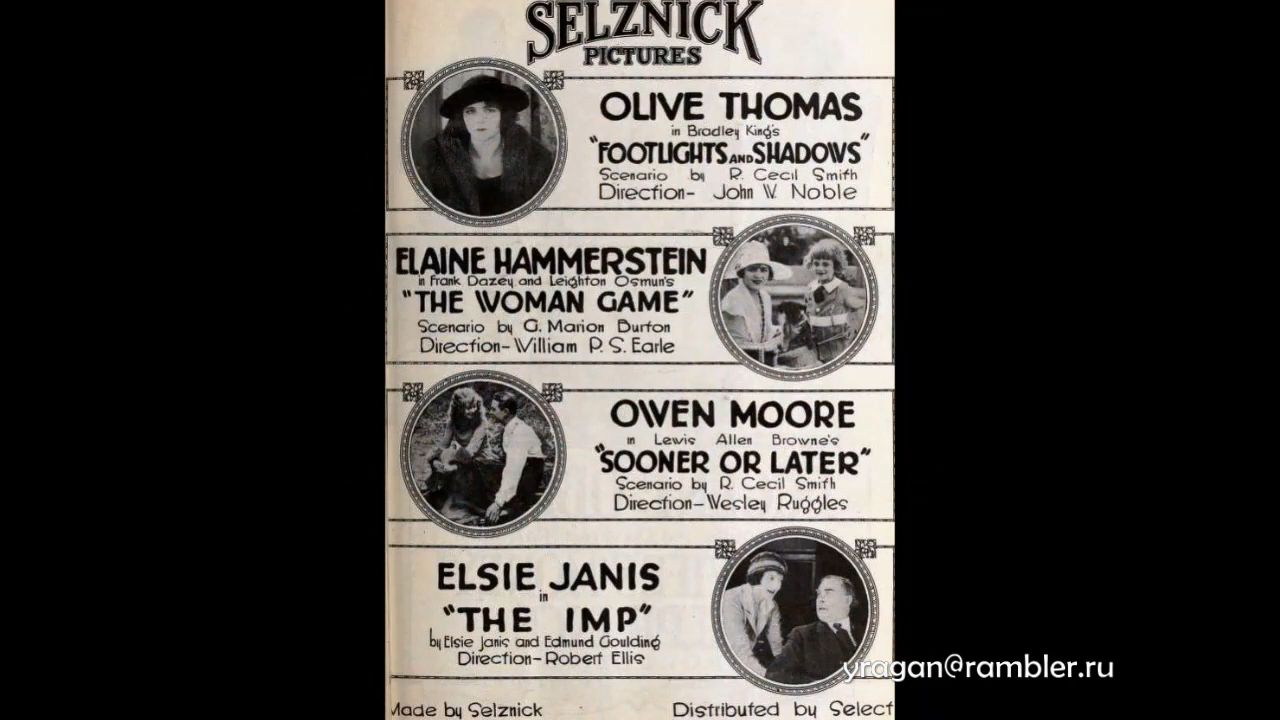 SELZNICK
PICTURES
OLIVE THOMAS
in Bradley King's
"FOOTLIGHTS AND SHADOWS"
Scenario by R. Cecil Smith
Direction- John W. Noble
ELAINE HAMMERSTEIN
in Frank Dazey and Leighton Osmun's
"THE WOMAN GAME"
Scenario by G. Marion Burton
Direction-William P. S. Earle
OWEN MOORE
in Lewis Allen Browne's
"SOONER OR LATER"
Scenario by R. Cecil Smith
Direction-Wesley Ruggles
ELSIE JANIS
in
"THE IMP"
by Elsie Janis and Edmund Goulding
Direction-Robert Ellis
yragan@rambler.ru
Made by Selznick Distributed by Select